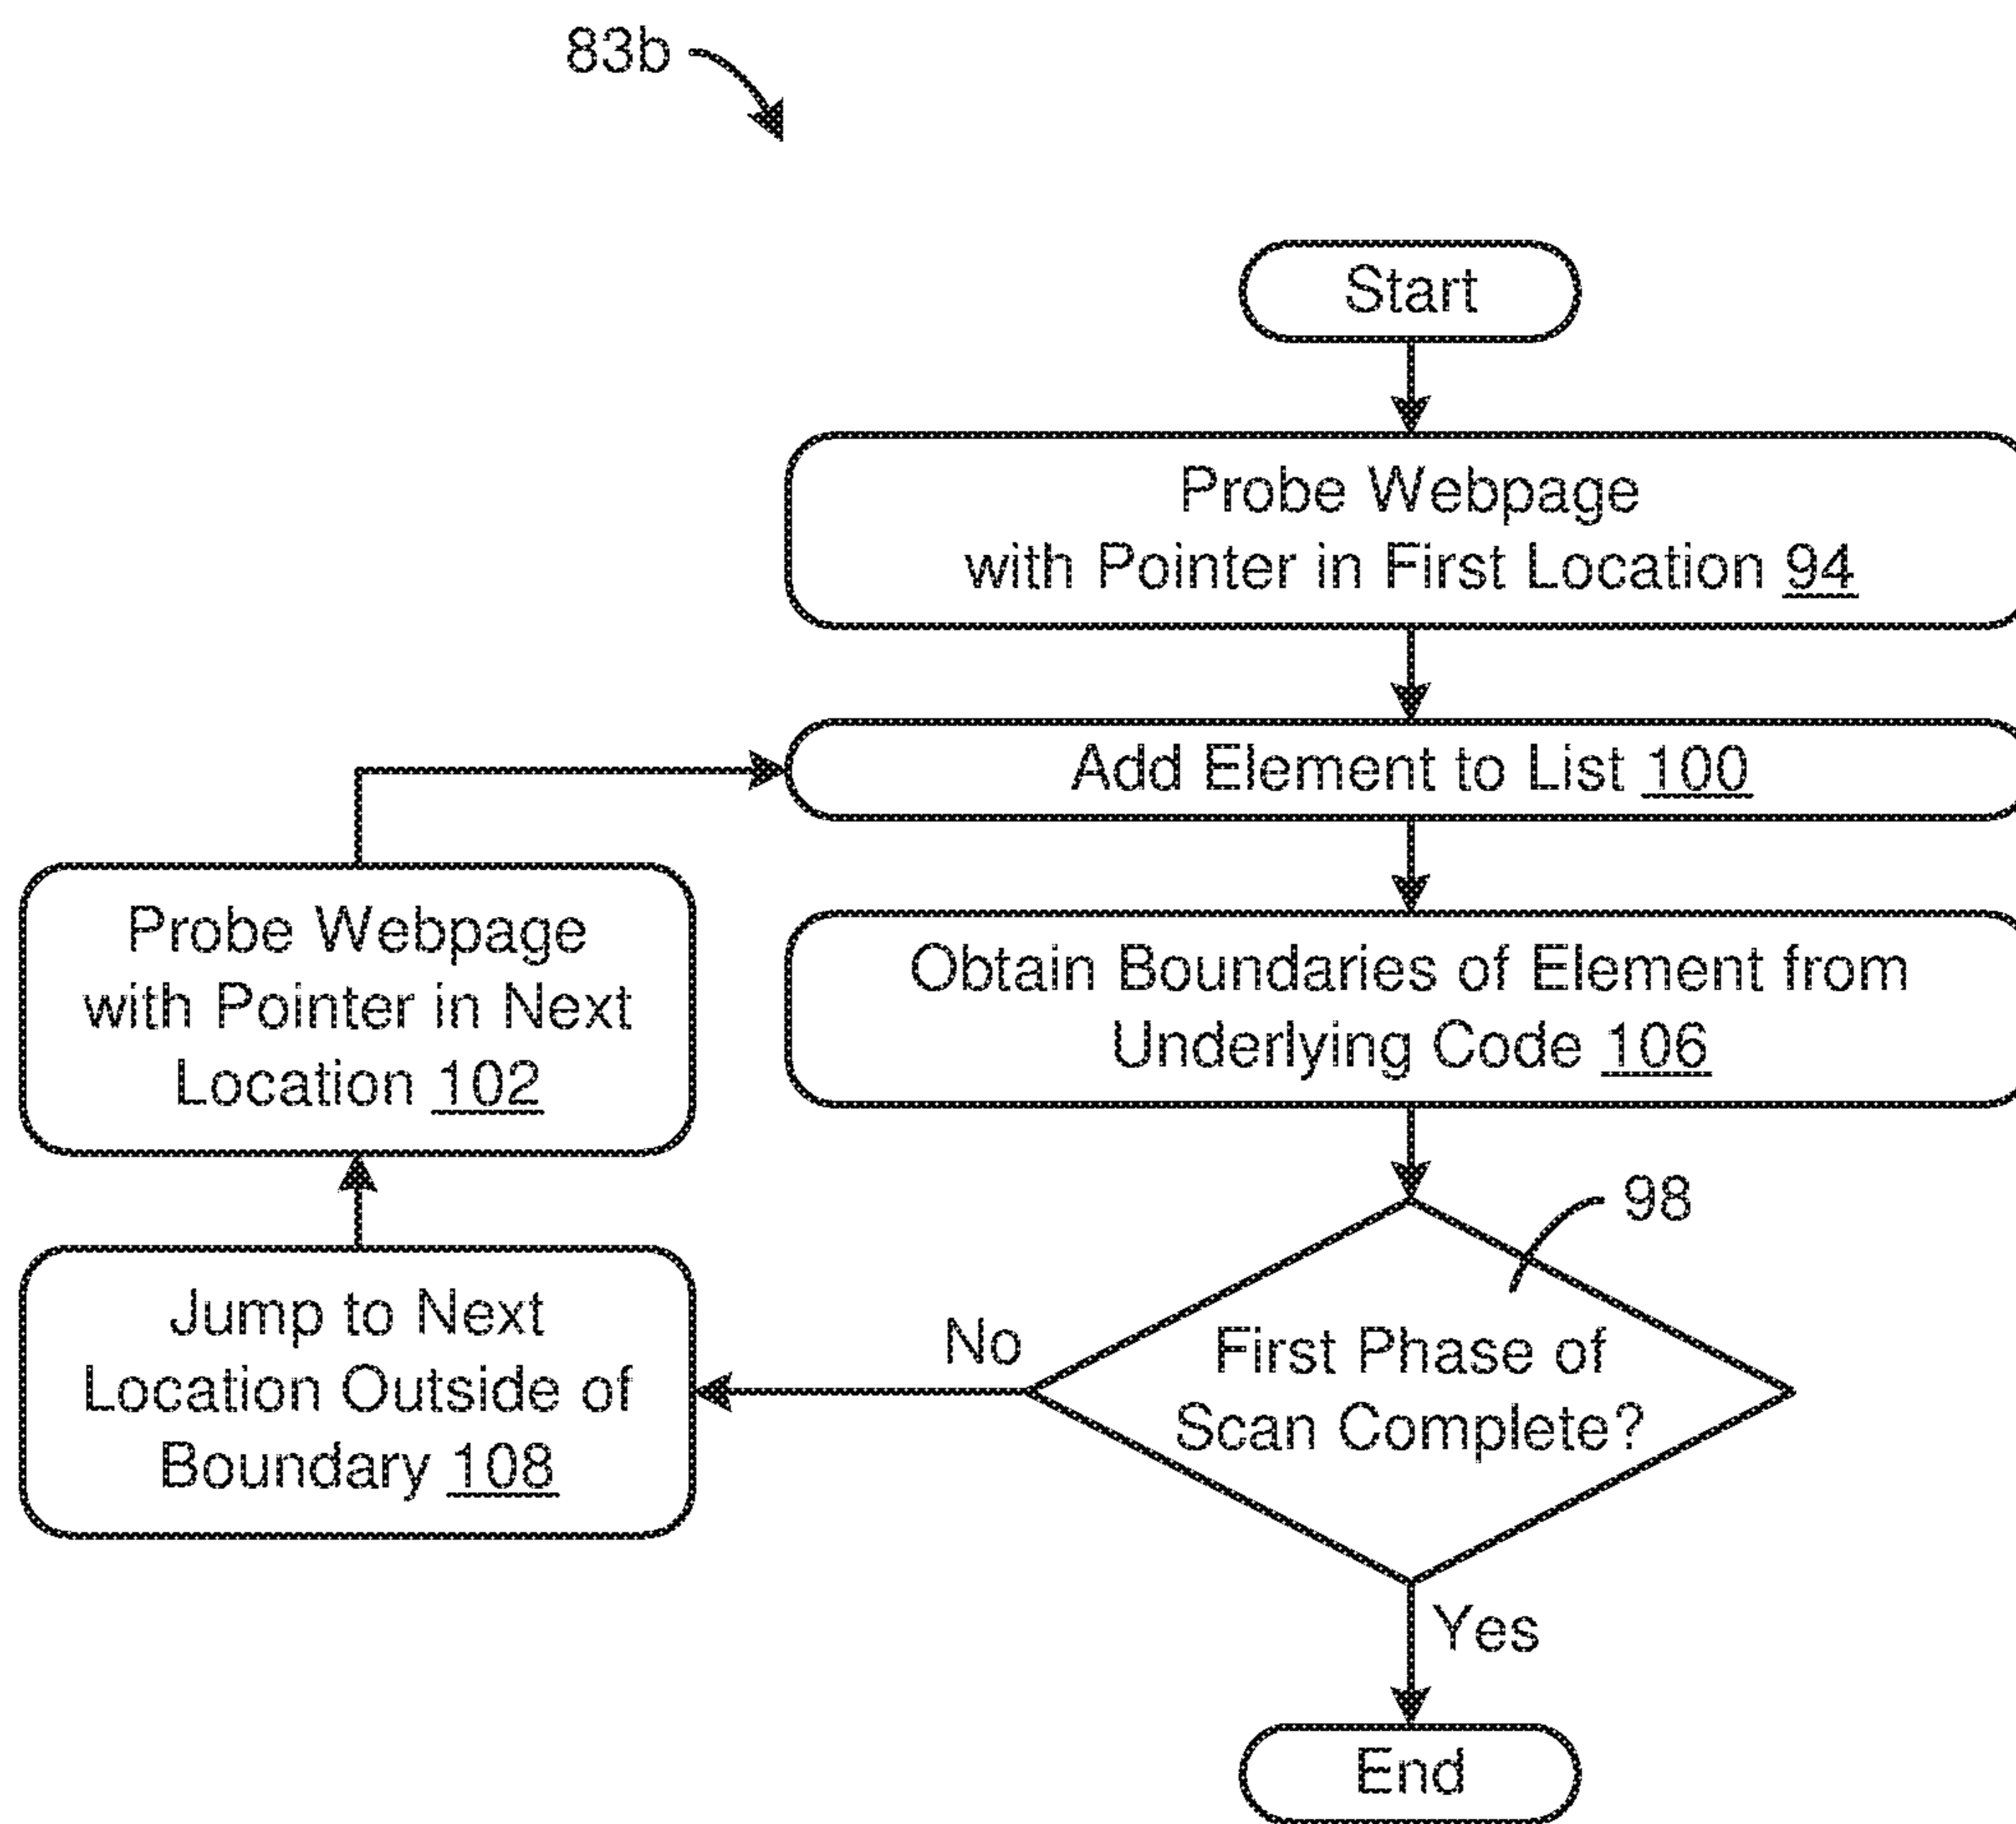 83b
Start
Probe Webpage
with Pointer in First Location 94
Add Element to List 100
Obtain Boundaries of Element from
Underlying Code 106
98
First Phase of
Scan Complete?
No
Jump to Next
Location Outside of
Boundary 108
Probe Webpage
with Pointer in Next
Location 102
Yes
End